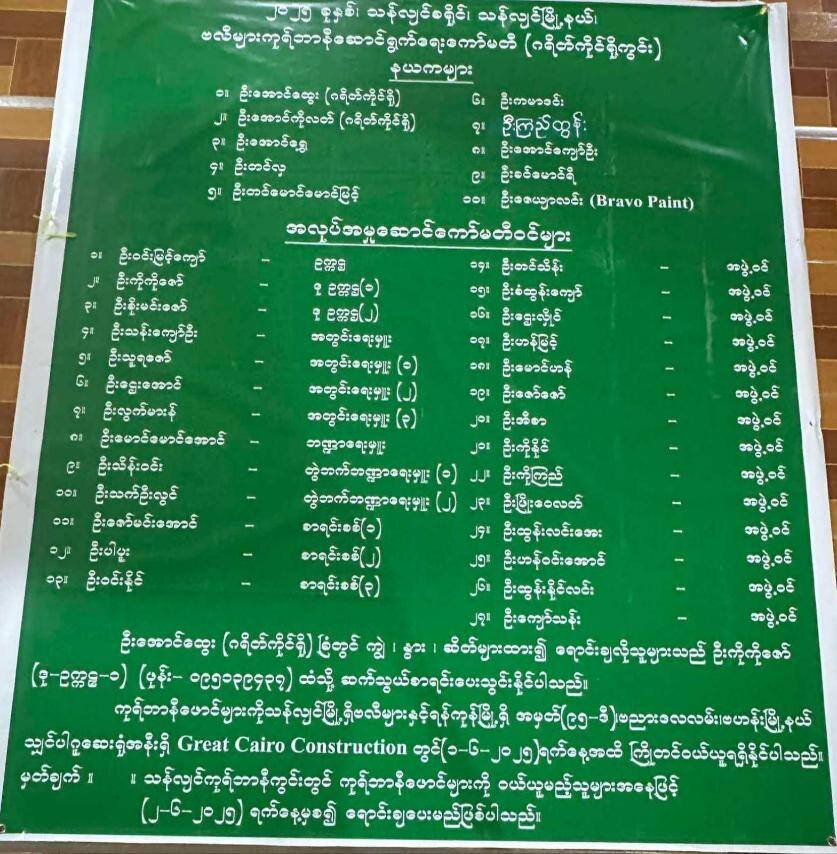 ၂၀၂၅ ခုနှစ်၊ သန်လျင်ခရိုင်၊ သန်လျင်မြို့နယ်၊
ဗလီများကုရ်ဘာနီဆောင်ရွက်ရေးကော်မတီ (ဂရိတ်ကိုင်ရိုကွင်း)
နာယကများ
၁။ ဦးအောင်ထွေး (ဂရိတ်ကိုင်ရို)
၂။ ဦးအောင်ကိုလတ် (ဂရိတ်ကိုင်ရို)
၃။ ဦးအောင်ရွှေ
၄။ ဦးတင်လှ
၅။ ဦးတင်မောင်မောင်မြင့်
၆။ ဦးကမာခင်း
၇။ ဦးကြည်ထွန်း
၈။ ဦးအောင်ကျော်ဦး
၉။ ဦးခင်မောင်ရီ
၁၀။ ဦးဇေယျာလင်း (Bravo Paint)
အလုပ်အမှုဆောင်ကော်မတီဝင်များ
၁။ ဦးဝင်းမြင့်ကျော် – ဥက္ကဋ္ဌ
၂။ ဦးကိုကိုဇော် – ဒု ဥက္ကဋ္ဌ(၁)
၃။ ဦးစိုးမင်းဇော် – ဒု ဥက္ကဋ္ဌ(၂)
၄။ ဦးသန်းကျော်ဦး – အတွင်းရေးမှူး
၅။ ဦးသူရဇော် – အတွင်းရေးမှူး (၁)
၆။ ဦးဌေးအောင် – အတွင်းရေးမှူး (၂)
၇။ ဦးလွက်မားန် – အတွင်းရေးမှူး (၃)
၈။ ဦးမောင်မောင်အောင် – ဘဏ္ဍာရေးမှူး
၉။ ဦးသိန်းဝင်း – တွဲဘက်ဘဏ္ဍာရေးမှူး (၁)
၁၀။ ဦးသက်ဦးလွင် – တွဲဘက်ဘဏ္ဍာရေးမှူး (၂)
၁၁။ ဦးဇော်မင်းအောင် – စာရင်းစစ်(၁)
၁၂။ ဦးပါပူး – စာရင်းစစ်(၂)
၁၃။ ဦးဝင်းနိုင် – စာရင်းစစ်(၃)
၁၄။ ဦးတင်သိန်း – အဖွဲ့ဝင်
၁၅။ ဦးစံထွန်းကျော် – အဖွဲ့ဝင်
၁၆။ ဦးဌေးလှိုင် – အဖွဲ့ဝင်
၁၇။ ဦးဟန်မြင့် – အဖွဲ့ဝင်
၁၈။ ဦးမောင်ဟန် – အဖွဲ့ဝင်
၁၉။ ဦးဇော်ဇော် – အဖွဲ့ဝင်
၂၀။ ဦးအီစာ – အဖွဲ့ဝင်
၂၁။ ဦးကိုနိုင် – အဖွဲ့ဝင်
၂၂။ ဦးကိုကြည် – အဖွဲ့ဝင်
၂၃။ ဦးဖြိုးဝေလတ် – အဖွဲ့ဝင်
၂၄။ ဦးထွန်းလင်းအေး – အဖွဲ့ဝင်
၂၅။ ဦးဟန်ဝင်းအောင် – အဖွဲ့ဝင်
၂၆။ ဦးထွန်းနိုင်လင်း – အဖွဲ့ဝင်
၂၇။ ဦးကျော်သန်း – အဖွဲ့ဝင်
ဦးအောင်ထွေး (ဂရိတ်ကိုင်ရို) ခြံတွင် ကျွဲ ၊ နွား ၊ ဆိတ်များထား၍ ရောင်းချလိုသူများသည် ဦးကိုကိုဇော်
(ဒု-ဥက္ကဋ္ဌ-၁) (ဖုန်း- ၀၉၅၁၃၉၄၃၇) ထံသို့ ဆက်သွယ်စာရင်းပေးသွင်းနိုင်ပါသည်။
ကုရ်ဘာနီဖောင်များကိုသန်လျင်မြို့ရှိဗလီများနှင့်ရန်ကုန်မြို့ရှိ အမှတ်(၉၅-ဒီ)၊ဗညားဒလလမ်း၊ဗဟန်းမြို့နယ်
သျှင်ပါဂူဆေးရုံအနီးရှိ Great Cairo Construction တွင်(၁-၆-၂၀၂၅)ရက်နေ့အထိ ကြိုတင်ဝယ်ယူရရှိနိုင်ပါသည်။
မှတ်ချက် ။ ။ သန်လျင်ကုရ်ဘာနီကွင်းတွင် ကုရ်ဘာနီဖောင်များကို ဝယ်ယူမည့်သူများအနေဖြင့်
(၂-၆-၂၀၂၅) ရက်နေ့မှစ၍ ရောင်းချပေးမည်ဖြစ်ပါသည်။